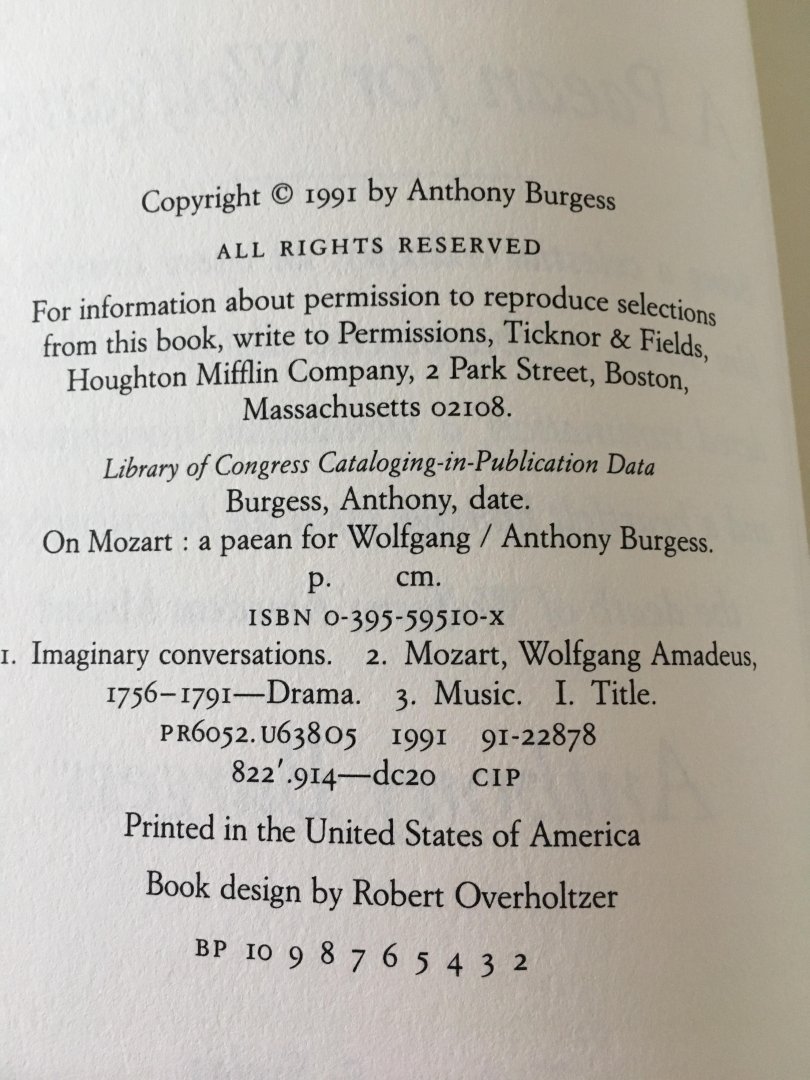 Copyright © 1991 by Anthony Burgess
ALL RIGHTS RESERVED
For information about permission to reproduce selections
from this book, write to Permissions, Ticknor & Fields,
Houghton Mifflin Company, 2 Park Street, Boston,
Massachusetts 02108.
Library of Congress Cataloging-in-Publication Data
Burgess, Anthony, date.
On Mozart : a paean for Wolfgang / Anthony Burgess.
p. cm.
ISBN 0-395-59510-X
1. Imaginary conversations. 2. Mozart, Wolfgang Amadeus,
1756–1791—Drama. 3. Music. I. Title.
PR6052.U638O5 1991 91-22878
822′.914—dc20 CIP
Printed in the United States of America
Book design by Robert Overholtzer
BP 10 9 8 7 6 5 4 3 2